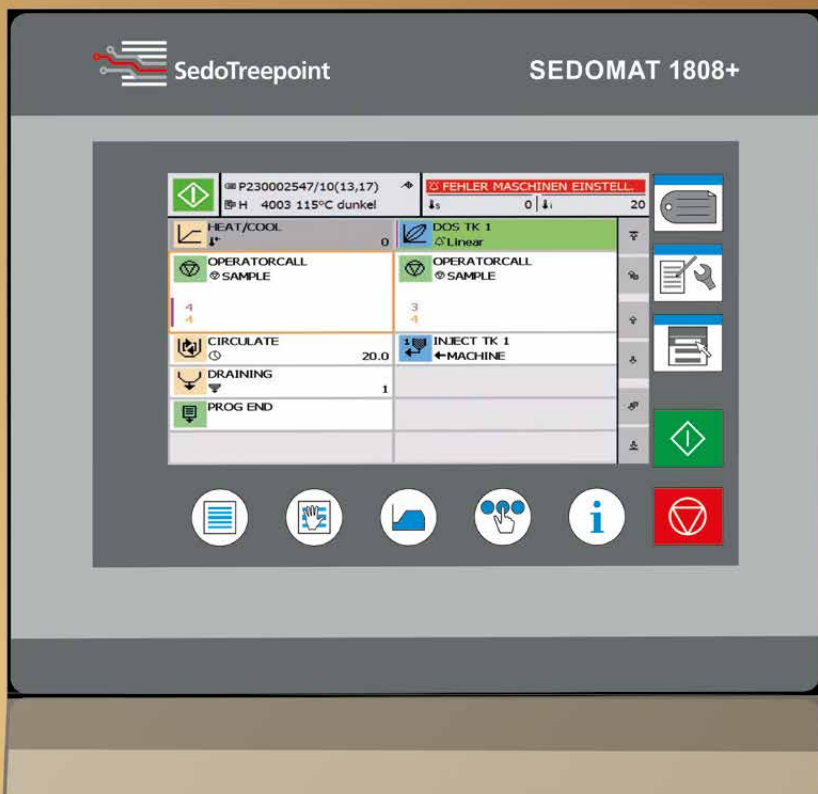 SedoTreepoint
SEDOMAT 1808+
P230002547/10(13,17)
FEHLER MASCHINEN EINSTELL.
H 4003 115°C dunkel
s 0 i 20
HEAT/COOL
0
DOS TK 1
Linear
OPERATORCALL
SAMPLE
4
4
OPERATORCALL
SAMPLE
3
4
CIRCULATE
20.0
1 INJECT TK 1
←MACHINE
DRAINING
1
PROG END
i